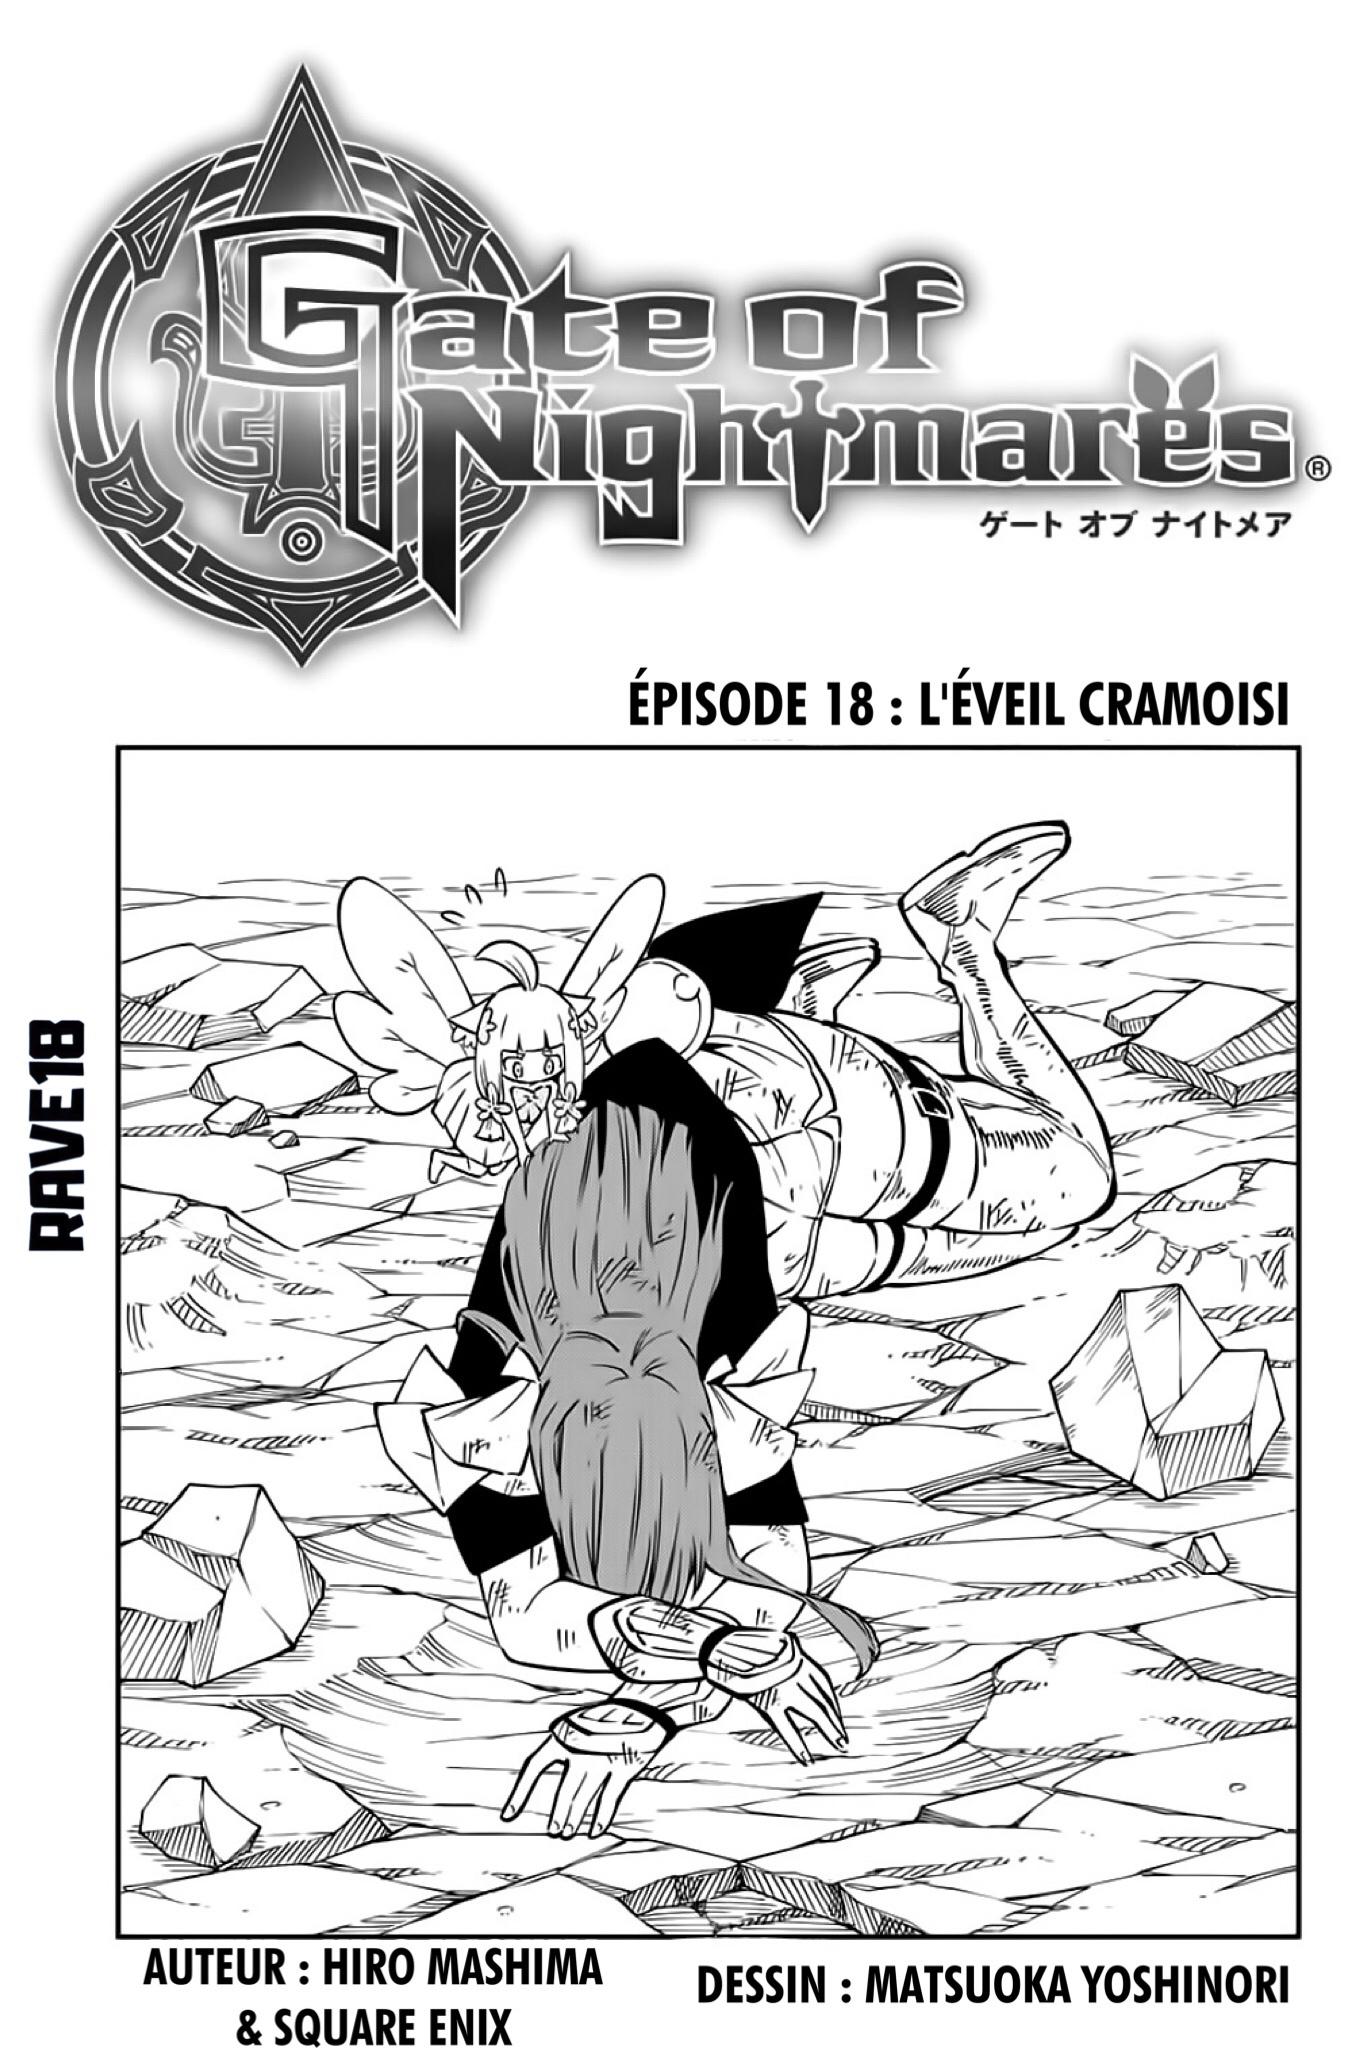 Gate of
Nightmares®
ゲート オブ ナイトメア
ÉPISODE 18 : L'ÉVEIL CRAMOISI
RAVE18
AUTEUR : HIRO MASHIMA
& SQUARE ENIX
DESSIN : MATSUOKA YOSHINORI